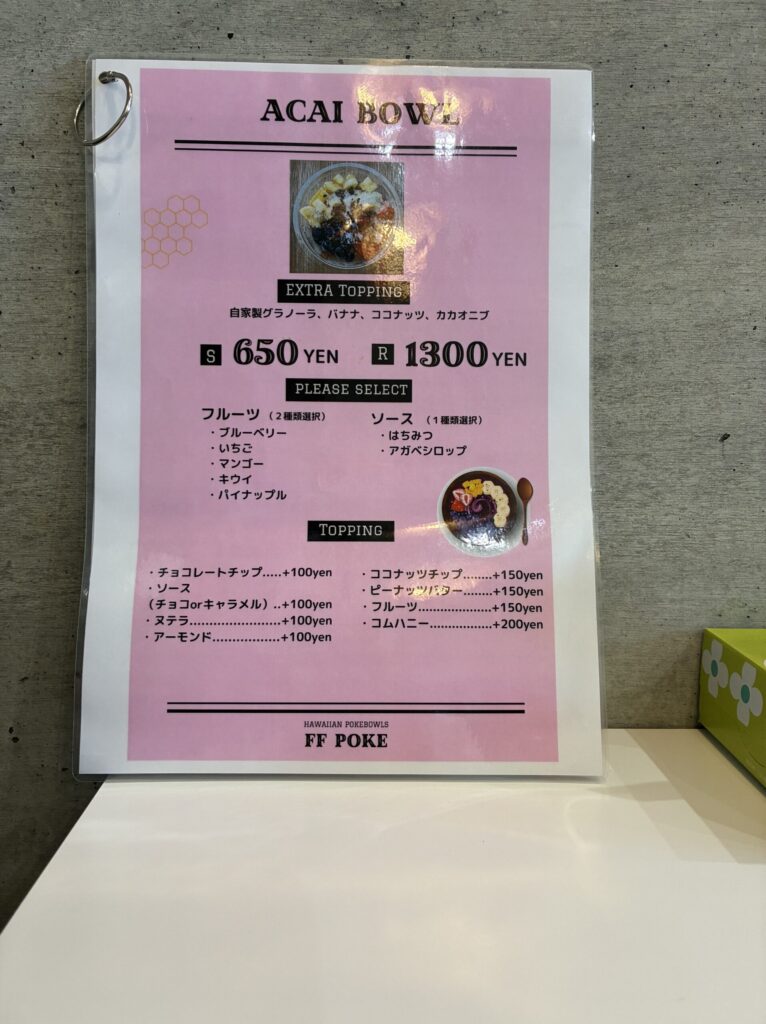 ACAI BOWL
EXTRA TOPPING
自家製グラノーラ、バナナ、ココナッツ、カカオニブ
S 650 YEN R 1300 YEN
PLEASE SELECT
フルーツ（２種類選択）
・ブルーベリー
・いちご
・マンゴー
・キウイ
・パイナップル
ソース（１種類選択）
・はちみつ
・アガベシロップ
TOPPING
・チョコレートチップ.....+100yen
・ソース
（チョコorキャラメル）..+100yen
・ヌテラ.......................+100yen
・アーモンド.................+100yen
・ココナッツチップ........+150yen
・ピーナッツバター........+150yen
・フルーツ......................+150yen
・コムハニー..................+200yen
HAWAIIAN POKEBOWLS
FF POKE